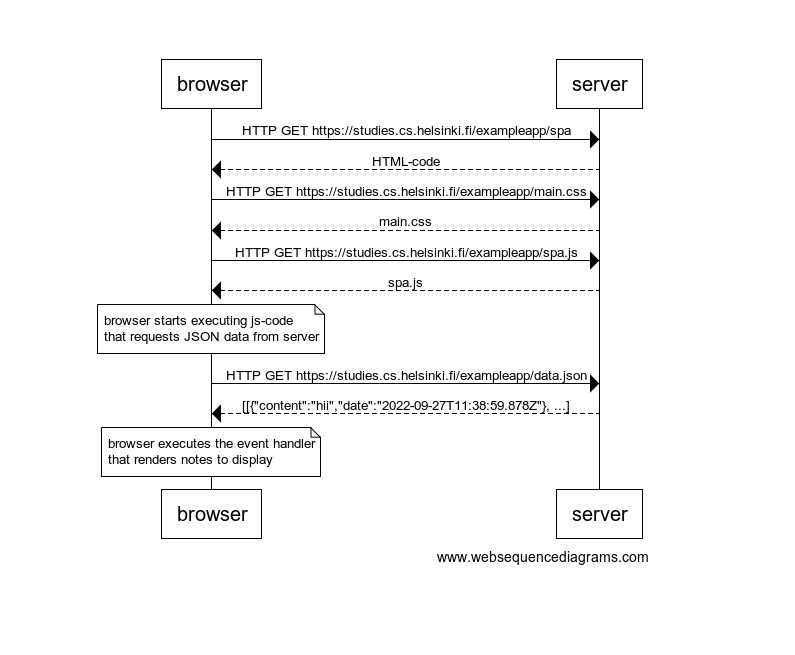 browser
server
HTTP GET https://studies.cs.helsinki.fi/exampleapp/spa
HTML-code
HTTP GET https://studies.cs.helsinki.fi/exampleapp/main.css
main.css
HTTP GET https://studies.cs.helsinki.fi/exampleapp/spa.js
spa.js
browser starts executing js-code
that requests JSON data from server
HTTP GET https://studies.cs.helsinki.fi/exampleapp/data.json
[[{"content":"hii","date":"2022-09-27T11:38:59.878Z"}, ...]
browser executes the event handler
that renders notes to display
browser
server
www.websequencediagrams.com